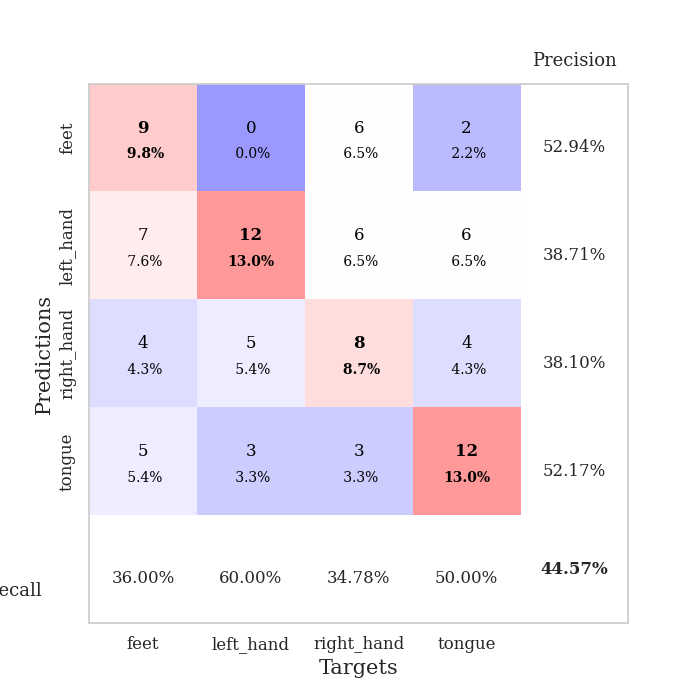 Precision
feet
9 0 6 2 52.94%
9.8% 0.0% 6.5% 2.2%
left_hand
7 12 6 6 38.71%
7.6% 13.0% 6.5% 6.5%
Predictions
right_hand
4 5 8 4 38.10%
4.3% 5.4% 8.7% 4.3%
tongue
5 3 3 12 52.17%
5.4% 3.3% 3.3% 13.0%
ecall 36.00% 60.00% 34.78% 50.00% 44.57%
feet left_hand right_hand tongue
Targets